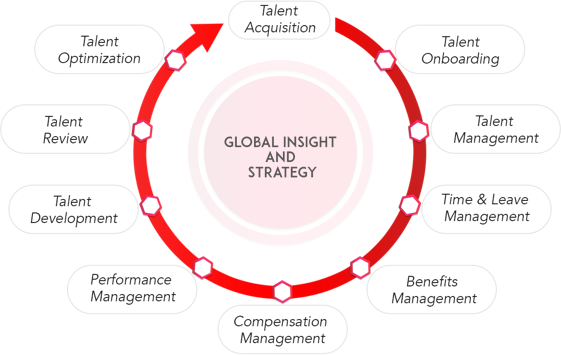 Talent
Acquisition
Talent
Onboarding
Talent
Management
Time & Leave
Management
Benefits
Management
Compensation
Management
Performance
Management
Talent
Development
Talent
Review
Talent
Optimization
GLOBAL INSIGHT
AND
STRATEGY